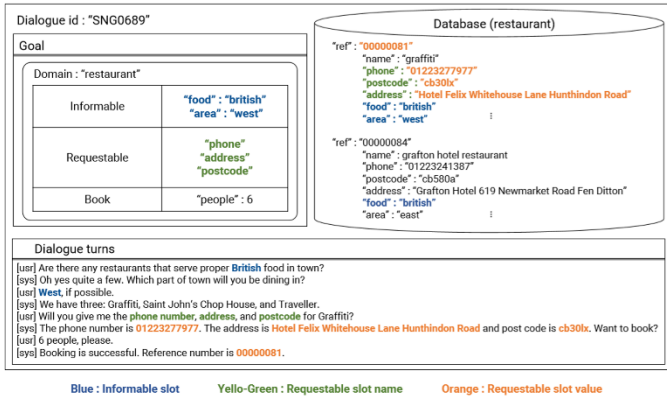 Dialogue id : “SNG0689”
Goal
Domain : “restaurant”
Informable
“food” : “british”
“area” : “west”
Requestable
“phone”
“address”
“postcode”
Book
“people” : 6
Database (restaurant)
“ref” : “00000081”
“name” : “graffiti”
“phone” : “01223277977”
“postcode” : “cb30lx”
“address” : “Hotel Felix Whitehouse Lane Hunthindon Road”
“food” : “british”
“area” : “west”
⋮
“ref” : “00000084”
“name” : grafton hotel restaurant
“phone” : “01223241387”
“postcode” : “cb580a”
“address” : “Grafton Hotel 619 Newmarket Road Fen Ditton”
“food” : “british”
“area” : “east”
⋮
Dialogue turns
[usr] Are there any restaurants that serve proper British food in town?
[sys] Oh yes quite a few. Which part of town will you be dining in?
[usr] West, if possible.
[sys] We have three: Graffiti, Saint John’s Chop House, and Traveller.
[usr] Will you give me the phone number, address, and postcode for Graffiti?
[sys] The phone number is 01223277977. The address is Hotel Felix Whitehouse Lane Hunthindon Road and post code is cb30lx. Want to book?
[usr] 6 people, please.
[sys] Booking is successful. Reference number is 00000081.
Blue : Informable slot
Yello-Green : Requestable slot name
Orange : Requestable slot value